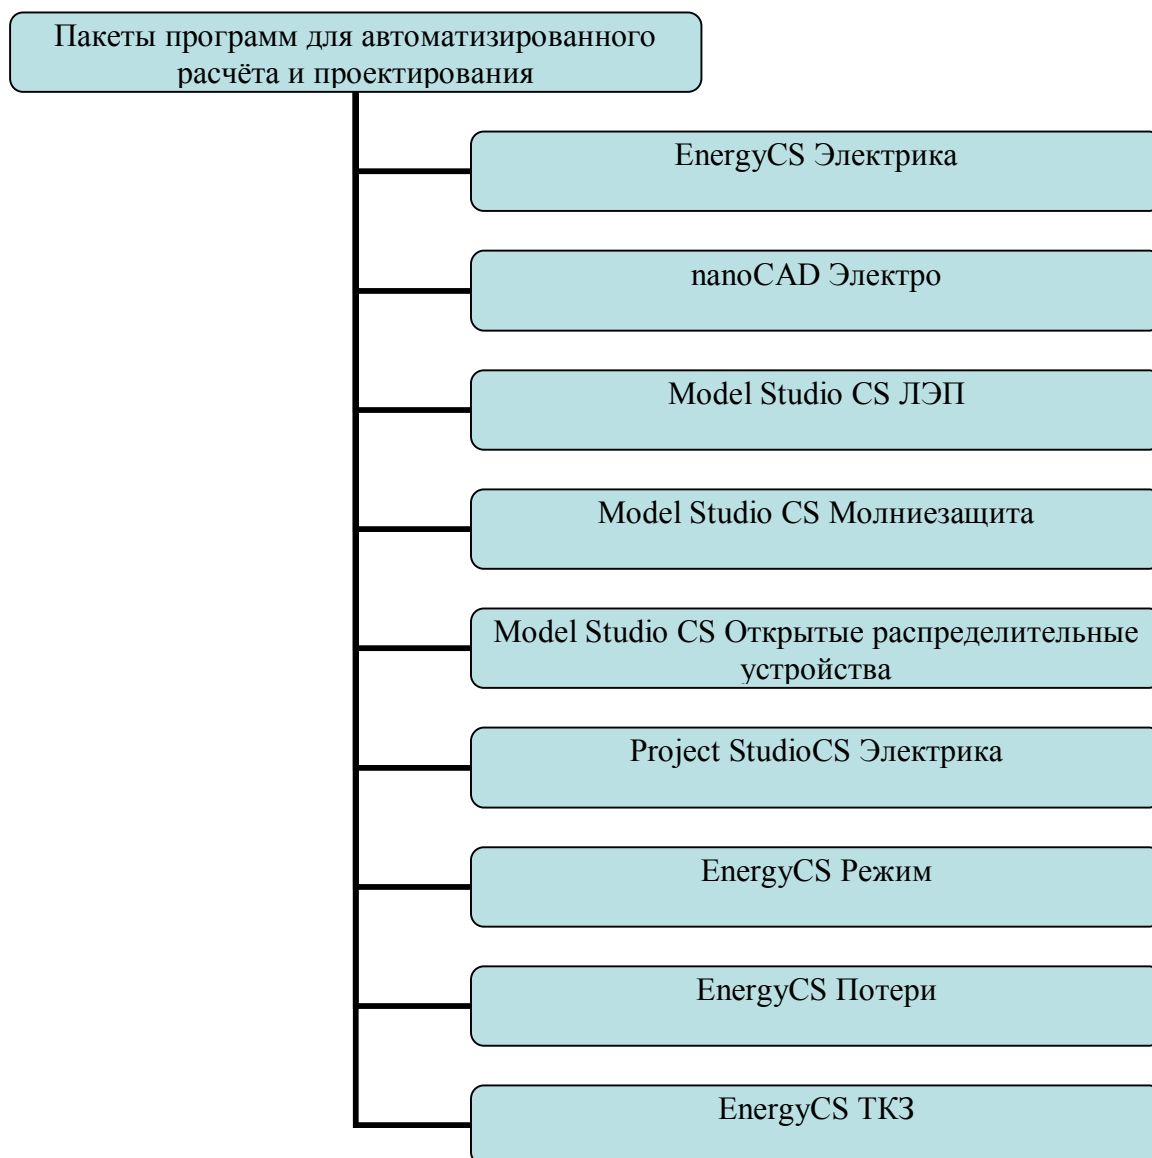 Пакеты программ для автоматизированного
расчёта и проектирования
EnergyCS Электрика
nanoCAD Электро
Model Studio CS ЛЭП
Model Studio CS Молниезащита
Model Studio CS Открытые распределительные
устройства
Project StudioCS Электрика
EnergyCS Режим
EnergyCS Потери
EnergyCS ТКЗ